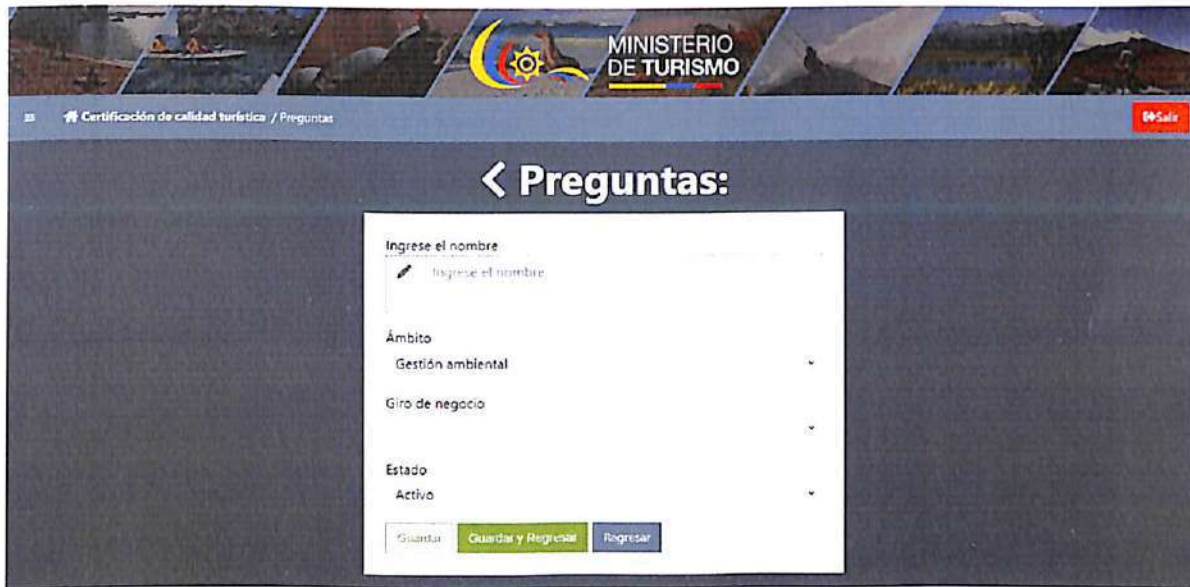 MINISTERIO
DE TURISMO
Certificación de calidad turística / Preguntas
Salir
Preguntas:
Ingrese el nombre
Ingrese el nombre
Ámbito
Gestión ambiental
Giro de negocio
Estado
Activo
Guardar Guardar y Regresar Regresar